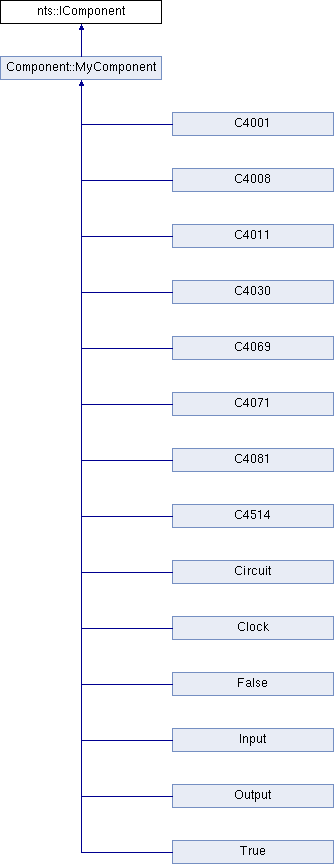 nts::IComponent
Component::MyComponent
C4001
C4008
C4011
C4030
C4069
C4071
C4081
C4514
Circuit
Clock
False
Input
Output
True